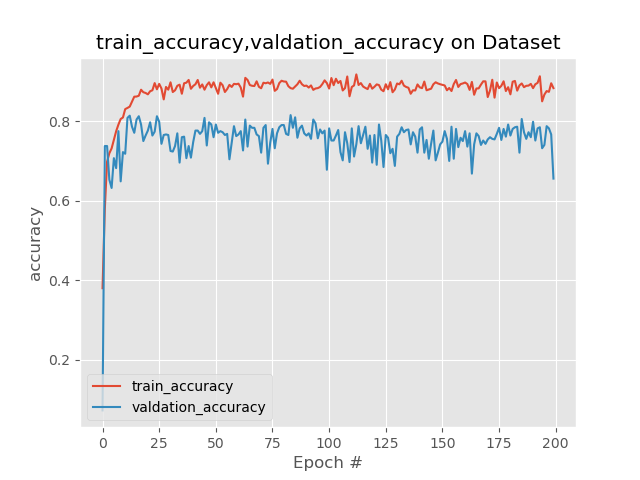 train_accuracy,valdation_accuracy on Dataset
accuracy
0.8
0.6
0.4
0.2
train_accuracy
valdation_accuracy
0 25 50 75 100 125 150 175 200
Epoch #